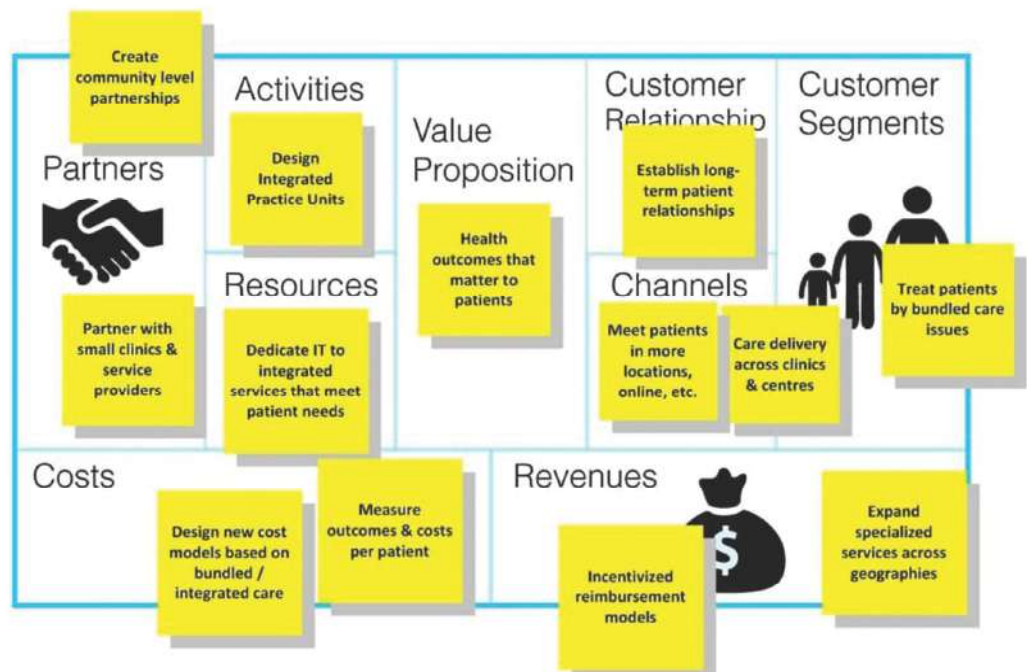 Create
community level
partnerships
Partners
Partner with
small clinics &
service
providers
Activities
Design
Integrated
Practice Units
Resources
Dedicate IT to
integrated
services that meet
patient needs
Value
Proposition
Health
outcomes that
matter to
patients
Customer
Relationship
Establish long-
term patient
relationships
Channels
Meet patients
in more
locations,
online, etc.
Care delivery
across clinics
& centres
Customer
Segments
Treat patients
by bundled care
issues
Costs
Design new cost
models based on
bundled /
integrated care
Measure
outcomes & costs
per patient
Revenues
$
Incentivized
reimbursement
models
Expand
specialized
services across
geographies